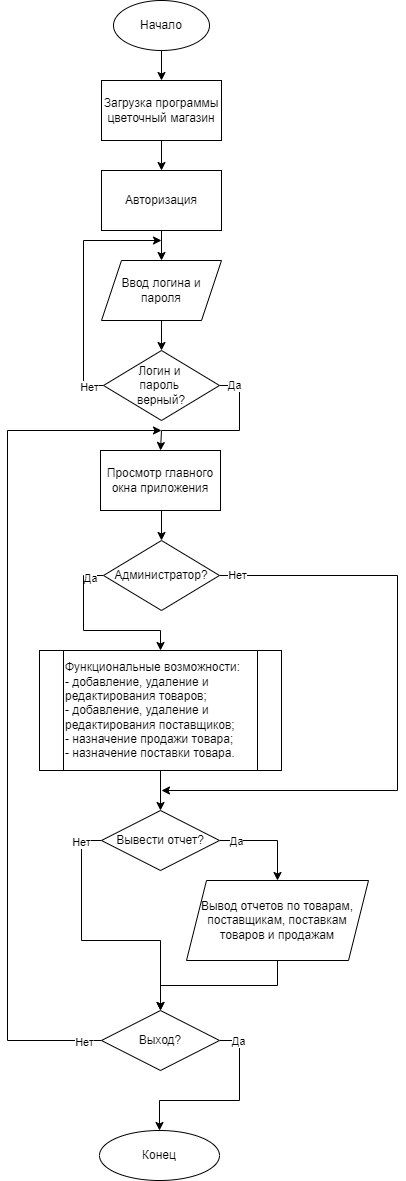 Начало
Загрузка программы
цветочный магазин
Авторизация
Ввод логина и
пароля
Логин и
пароль
верный?
Нет
Да
Просмотр главного
окна приложения
Администратор?
Да
Нет
Функциональные возможности:
- добавление, удаление и
редактирования товаров;
- добавление, удаление и
редактирования поставщиков;
- назначение продажи товара;
- назначение поставки товара.
Вывести отчет?
Нет
Да
Вывод отчетов по товарам,
поставщикам, поставкам
товаров и продажам
Выход?
Нет
Да
Конец